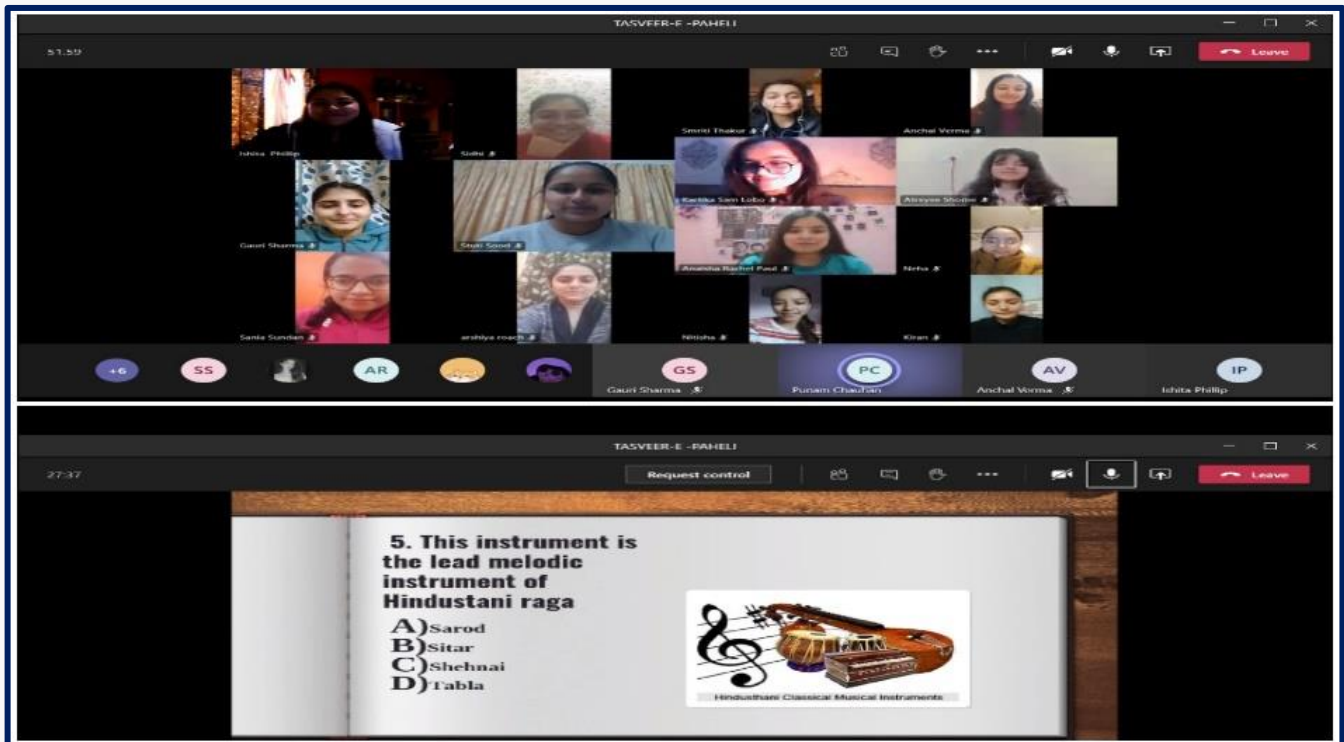 TASVEER-E -PAHELI
51:59
Leave
Ishita Phillip
Sidhi
Smriti Thakur
Anchal Verma
Gauri Sharma
Stuti Sood
Kartika Sam Lobo
Anaisha Rachel Paul
Neha
Sania Sundan
arshiya roach
Nitisha
Kiran
+6
SS
AR
GS
PC
AV
IP
Gauri Sharma
Punam Chauhan
Anchal Verma
Ishita Phillip
TASVEER-E -PAHELI
27:37
Request control
Leave
5. This instrument is
the lead melodic
instrument of
Hindustani raga
A)Sarod
B)Sitar
C)Shehnai
D)Tabla
Hindusthani Classical Musical Instruments